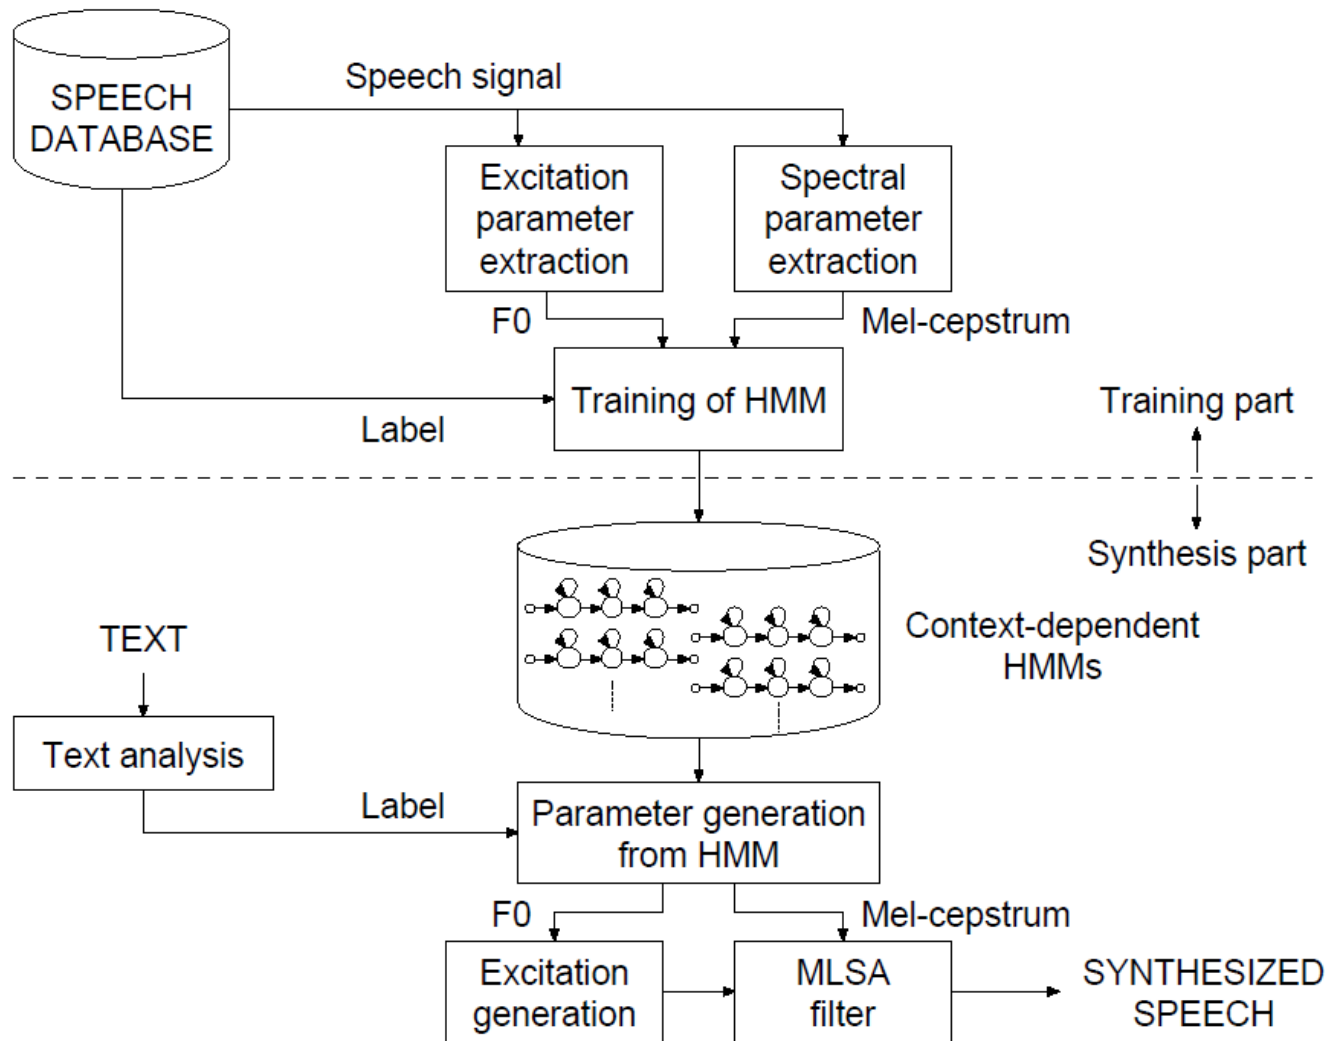 Speech signal
SPEECH
DATABASE
Excitation
parameter
extraction
Spectral
parameter
extraction
F0
Mel-cepstrum
Training of HMM
Label
Training part
Synthesis part
Context-dependent
HMMs
TEXT
Text analysis
Label
Parameter generation
from HMM
F0
Mel-cepstrum
Excitation
generation
MLSA
filter
SYNTHESIZED
SPEECH